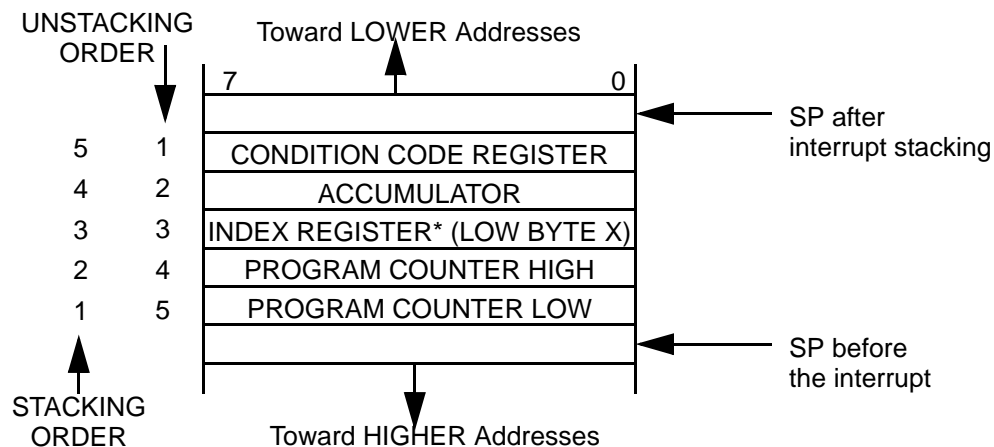 UNSTACKING
ORDER
Toward LOWER Addresses
7 0
SP after
interrupt stacking
5 1 CONDITION CODE REGISTER
4 2 ACCUMULATOR
3 3 INDEX REGISTER* (LOW BYTE X)
2 4 PROGRAM COUNTER HIGH
1 5 PROGRAM COUNTER LOW
SP before
the interrupt
STACKING
ORDER
Toward HIGHER Addresses